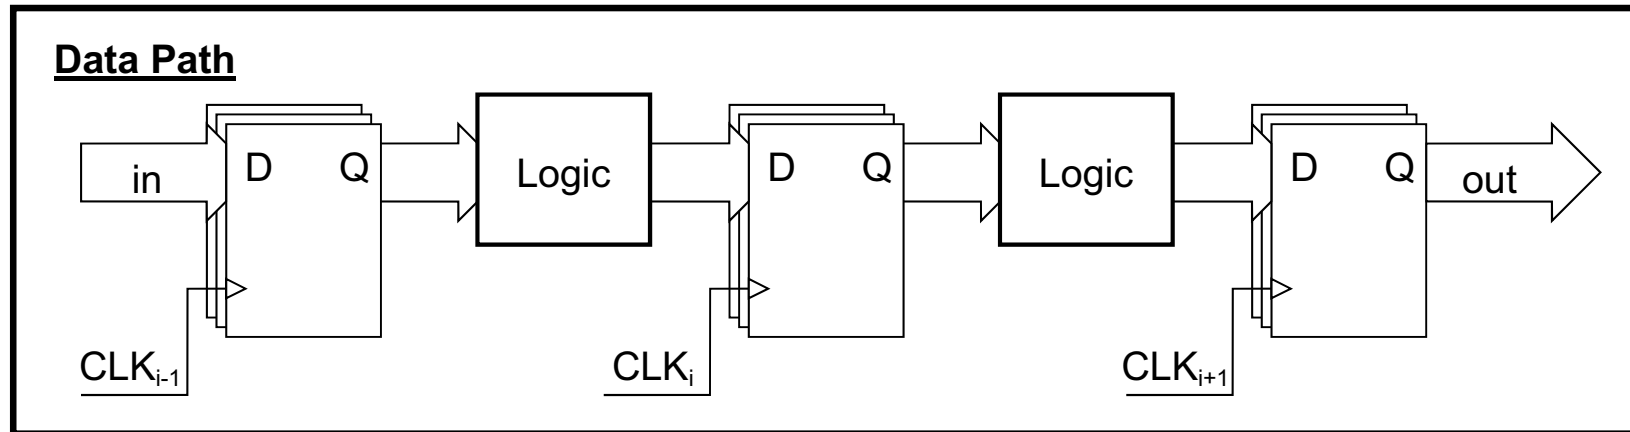 Data Path
in
D Q
Logic
D Q
Logic
D Q
out
CLKi-1
CLKi
CLKi+1